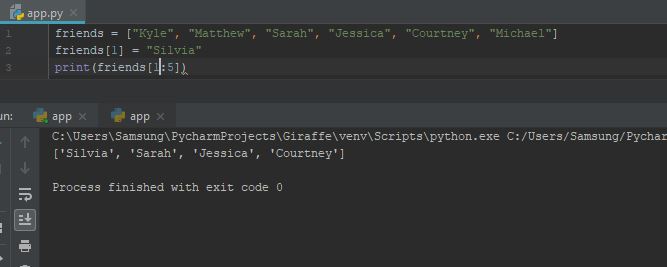 app.py
1 friends = ["Kyle", "Matthew", "Sarah", "Jessica", "Courtney", "Michael"]
2 friends[1] = "Silvia"
3 print(friends[1:5])
un: app app
C:\Users\Samsung\PycharmProjects\Giraffe\venv\Scripts\python.exe C:/Users/Samsung/Pychar
['Silvia', 'Sarah', 'Jessica', 'Courtney']
Process finished with exit code 0